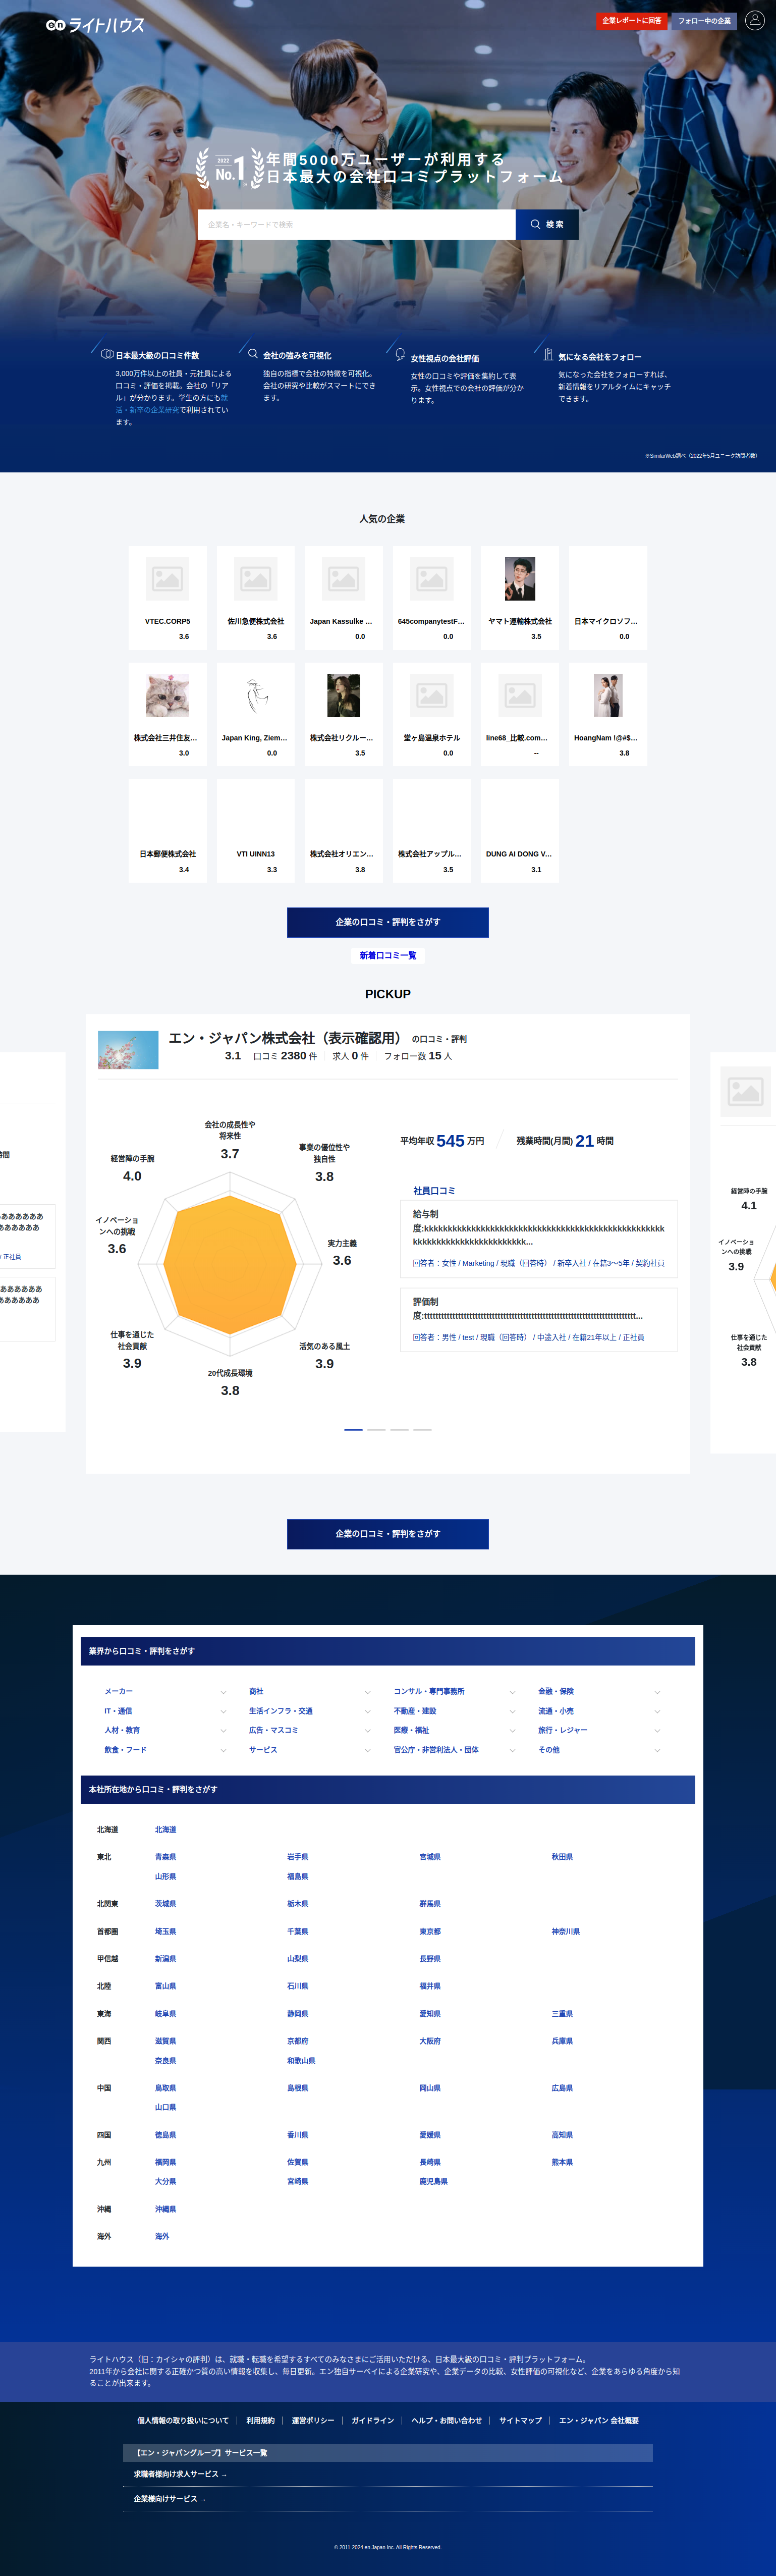 en ライトハウス
企業レポートに回答
フォロー中の企業
2022
No.1
※
年間5000万ユーザーが利用する
日本最大の会社口コミプラットフォーム
企業名・キーワードで検索
検索
日本最大級の口コミ件数
3,000万件以上の社員・元社員による
口コミ・評価を掲載。会社の「リア
ル」が分かります。学生の方にも就
活・新卒の企業研究で利用されてい
ます。
会社の強みを可視化
独自の指標で会社の特徴を可視化。
会社の研究や比較がスマートにでき
ます。
女性視点の会社評価
女性の口コミや評価を集約して表
示。女性視点での会社の評価が分か
ります。
気になる会社をフォロー
気になった会社をフォローすれば、
新着情報をリアルタイムにキャッチ
できます。
※SimilarWeb調べ（2022年5月ユニーク訪問者数）
人気の企業
VTEC.CORP5
3.6
佐川急便株式会社
3.6
Japan Kassulke ...
0.0
645companytestF...
0.0
ヤマト運輸株式会社
3.5
日本マイクロソフ...
0.0
株式会社三井住友...
3.0
Japan King, Ziem...
0.0
株式会社リクルー...
3.5
堂ヶ島温泉ホテル
0.0
line68_比較.com...
--
HoangNam !@#$...
3.8
日本郵便株式会社
3.4
VTI UINN13
3.3
株式会社オリエン...
3.8
株式会社アップル...
3.5
DUNG AI DONG V...
3.1
企業の口コミ・評判をさがす
新着口コミ一覧
PICKUP
時間
ああああああ
ああああああ
/ 正社員
ああああああ
ああああああ
エン・ジャパン株式会社（表示確認用） の口コミ・評判
3.1 口コミ 2380 件 求人 0 件 フォロー数 15 人
会社の成長性や
将来性
3.7
事業の優位性や
独自性
3.8
実力主義
3.6
活気のある風土
3.9
20代成長環境
3.8
仕事を通じた
社会貢献
3.9
イノベーショ
ンへの挑戦
3.6
経営陣の手腕
4.0
平均年収 545 万円 残業時間(月間) 21 時間
社員口コミ
給与制
度:kkkkkkkkkkkkkkkkkkkkkkkkkkkkkkkkkkkkkkkkkkkkkkkkkkk
kkkkkkkkkkkkkkkkkkkkkkkk...
回答者：女性 / Marketing / 現職（回答時） / 新卒入社 / 在籍3～5年 / 契約社員
評価制
度:ttttttttttttttttttttttttttttttttttttttttttttttttttttttttttttttttttttttttttt...
回答者：男性 / test / 現職（回答時） / 中途入社 / 在籍21年以上 / 正社員
経営陣の手腕
4.1
イノベーショ
ンへの挑戦
3.9
仕事を通じた
社会貢献
3.8
企業の口コミ・評判をさがす
業界から口コミ・評判をさがす
メーカー 商社 コンサル・専門事務所 金融・保険
IT・通信 生活インフラ・交通 不動産・建設 流通・小売
人材・教育 広告・マスコミ 医療・福祉 旅行・レジャー
飲食・フード サービス 官公庁・非営利法人・団体 その他
本社所在地から口コミ・評判をさがす
北海道 北海道
東北 青森県 岩手県 宮城県 秋田県
山形県 福島県
北関東 茨城県 栃木県 群馬県
首都圏 埼玉県 千葉県 東京都 神奈川県
甲信越 新潟県 山梨県 長野県
北陸 富山県 石川県 福井県
東海 岐阜県 静岡県 愛知県 三重県
関西 滋賀県 京都府 大阪府 兵庫県
奈良県 和歌山県
中国 鳥取県 島根県 岡山県 広島県
山口県
四国 徳島県 香川県 愛媛県 高知県
九州 福岡県 佐賀県 長崎県 熊本県
大分県 宮崎県 鹿児島県
沖縄 沖縄県
海外 海外
ライトハウス（旧：カイシャの評判）は、就職・転職を希望するすべてのみなさまにご活用いただける、日本最大級の口コミ・評判プラットフォーム。
2011年から会社に関する正確かつ質の高い情報を収集し、毎日更新。エン独自サーベイによる企業研究や、企業データの比較、女性評価の可視化など、企業をあらゆる角度から知
ることが出来ます。
個人情報の取り扱いについて 利用規約 運営ポリシー ガイドライン ヘルプ・お問い合わせ サイトマップ エン・ジャパン 会社概要
【エン・ジャパングループ】サービス一覧
求職者様向け求人サービス →
企業様向けサービス →
© 2011-2024 en Japan Inc. All Rights Reserved.